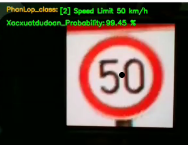 PhanLop_class: [2] Speed Limit 50 km/h
Xacxuatdudoan_Probability: 99.45 %
50